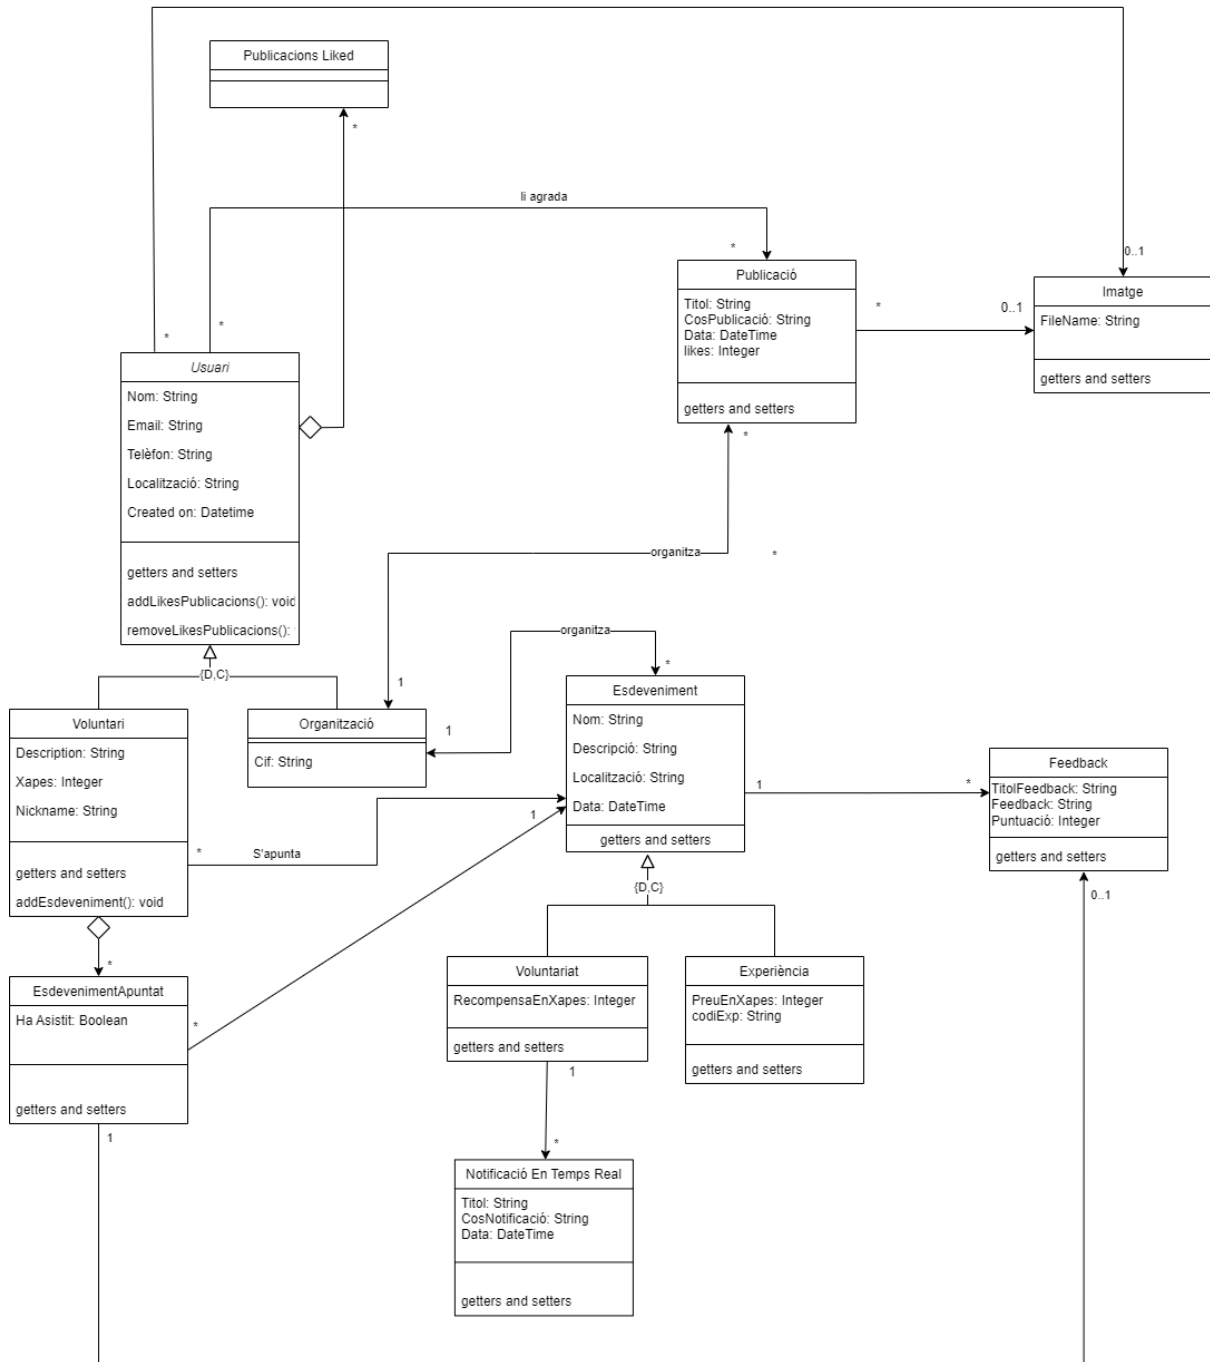 Publicacions Liked
*
li agrada
*
0..1
Publicació
Titol: String
CosPublicació: String
Data: DateTime
likes: Integer
getters and setters
*
0..1
Imatge
FileName: String
getters and setters
*
*
Usuari
Nom: String
Email: String
Telèfon: String
Localització: String
Created on: Datetime
getters and setters
addLikesPublicacions(): void
removeLikesPublicacions():
*
organitza
*
{D,C}
organitza
*
1
1
Voluntari
Description: String
Xapes: Integer
Nickname: String
getters and setters
addEsdeveniment(): void
Organització
Cif: String
Esdeveniment
Nom: String
Descripció: String
Localització: String
Data: DateTime
getters and setters
1
*
Feedback
TitolFeedback: String
Feedback: String
Puntuació: Integer
getters and setters
0..1
*
S'apunta
1
{D,C}
*
EsdevenimentApuntat
Ha Asistit: Boolean
getters and setters
*
1
Voluntariat
RecompensaEnXapes: Integer
getters and setters
1
Experiència
PreuEnXapes: Integer
codiExp: String
getters and setters
*
Notificació En Temps Real
Titol: String
CosNotificació: String
Data: DateTime
getters and setters